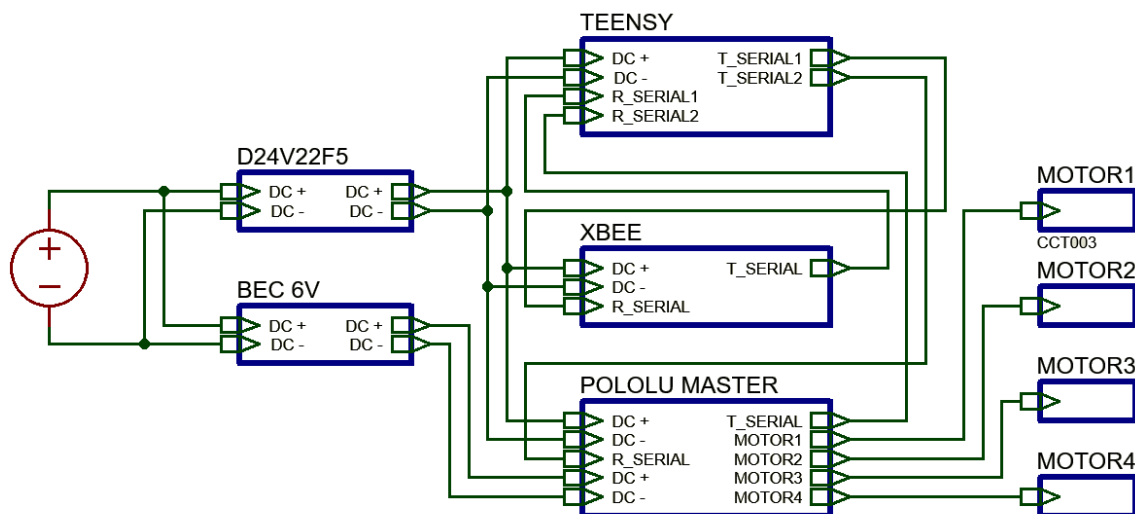 TEENSY
DC + T_SERIAL1
DC - T_SERIAL2
R_SERIAL1
R_SERIAL2
D24V22F5
DC + DC +
DC - DC -
BEC 6V
DC + DC +
DC - DC -
XBEE
DC + T_SERIAL
DC -
R_SERIAL
POLOLU MASTER
DC + T_SERIAL
DC - MOTOR1
R_SERIAL MOTOR2
DC + MOTOR3
DC - MOTOR4
MOTOR1
CCT003
MOTOR2
MOTOR3
MOTOR4